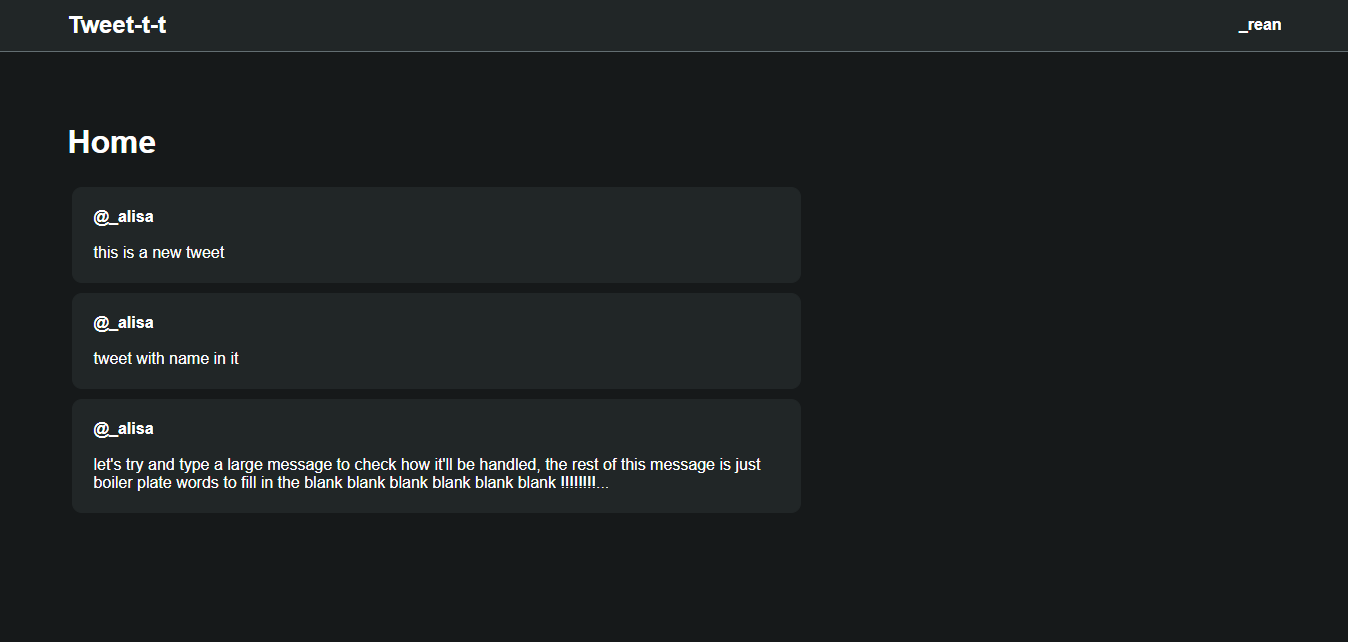 Tweet-t-t
_rean
Home
@_alisa
this is a new tweet
@_alisa
tweet with name in it
@_alisa
let's try and type a large message to check how it'll be handled, the rest of this message is just
boiler plate words to fill in the blank blank blank blank blank blank !!!!!!!!...